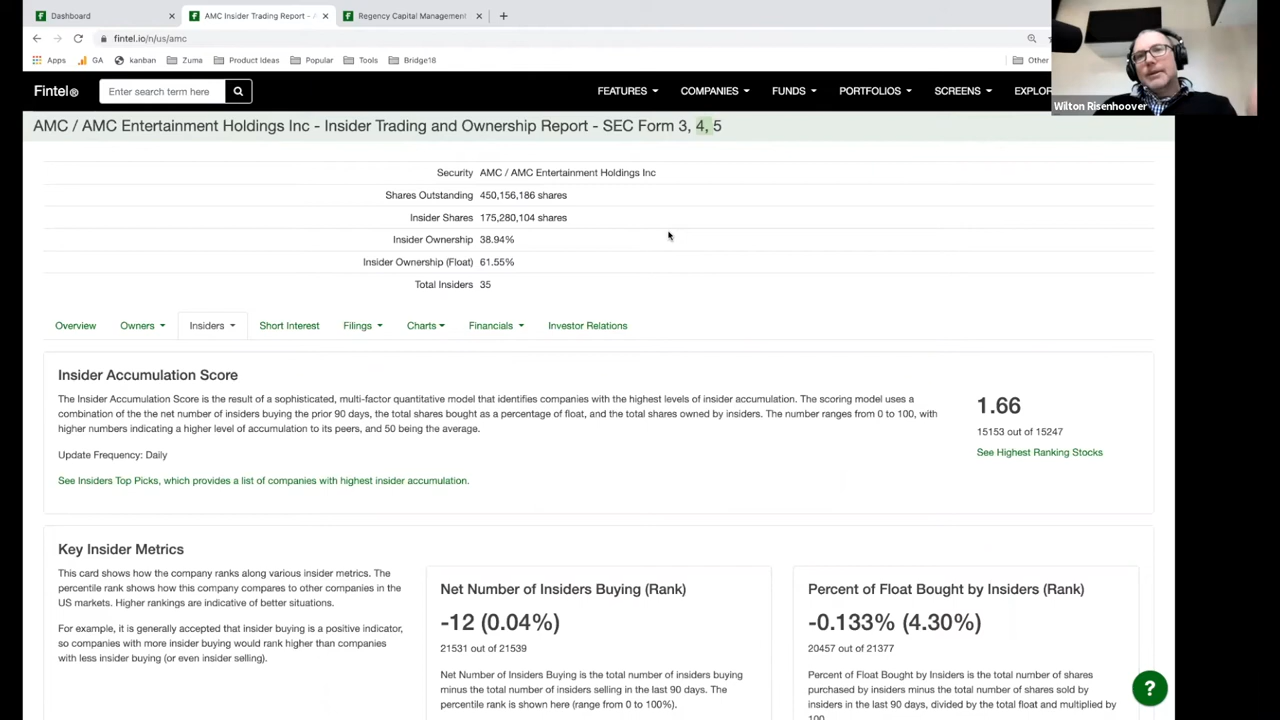 Dashboard
AMC Insider Trading Report -
Regency Capital Management
fintel.io/n/us/amc
Apps GA kanban Zuma Product Ideas Popular Tools Bridge18 Other
Wilton Risenhoover
Fintel Enter search term here FEATURES COMPANIES FUNDS PORTFOLIOS SCREENS EXPLOR
AMC / AMC Entertainment Holdings Inc - Insider Trading and Ownership Report - SEC Form 3, 4, 5
Security AMC / AMC Entertainment Holdings Inc
Shares Outstanding 450,156,186 shares
Insider Shares 175,280,104 shares
Insider Ownership 38.94%
Insider Ownership (Float) 61.55%
Total Insiders 35
Overview Owners Insiders Short Interest Filings Charts Financials Investor Relations
Insider Accumulation Score
The Insider Accumulation Score is the result of a sophisticated, multi-factor quantitative model that identifies companies with the highest levels of insider accumulation. The scoring model uses a
combination of the the net number of insiders buying the prior 90 days, the total shares bought as a percentage of float, and the total shares owned by insiders. The number ranges from 0 to 100, with
higher numbers indicating a higher level of accumulation to its peers, and 50 being the average.
Update Frequency: Daily
See Insiders Top Picks, which provides a list of companies with highest insider accumulation.
1.66
15153 out of 15247
See Highest Ranking Stocks
Key Insider Metrics
This card shows how the company ranks along various insider metrics. The
percentile rank shows how this company compares to other companies in the
US markets. Higher rankings are indicative of better situations.
For example, it is generally accepted that insider buying is a positive indicator,
so companies with more insider buying would rank higher than companies
with less insider buying (or even insider selling).
Net Number of Insiders Buying (Rank)
-12 (0.04%)
21531 out of 21539
Net Number of Insiders Buying is the total number of insiders buying
minus the total number of insiders selling in the last 90 days. The
percentile rank is shown here (range from 0 to 100%).
Percent of Float Bought by Insiders (Rank)
-0.133% (4.30%)
20457 out of 21377
Percent of Float Bought by Insiders is the total number of shares
purchased by insiders minus the total number of shares sold by
insiders in the last 90 days, divided by the total float and multiplied by
100
?